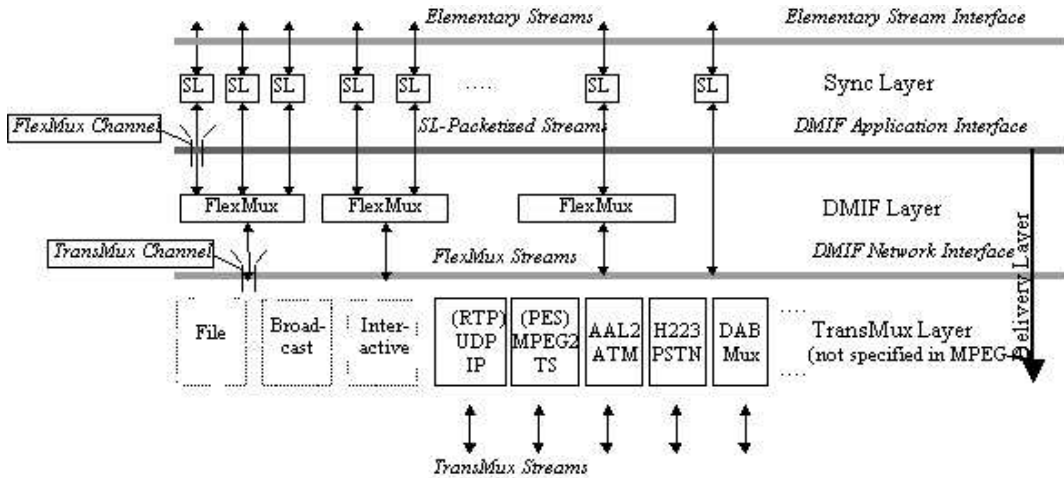 Elementary Streams
Elementary Stream Interface
SL SL SL SL SL ..... SL SL
Sync Layer
FlexMux Channel
SL-Packetized Streams
DMIF Application Interface
FlexMux FlexMux FlexMux
DMIF Layer
TransMux Channel
FlexMux Streams
DMIF Network Interface
Delivery Layer
File
Broad-
cast
Inter-
active
(RTP)
UDP
IP
(PES)
MPEG2
TS
AAL2
ATM
H223
PSTN
DAB
Mux
....
....
TransMux Layer
(not specified in MPEG-4)
TransMux Streams